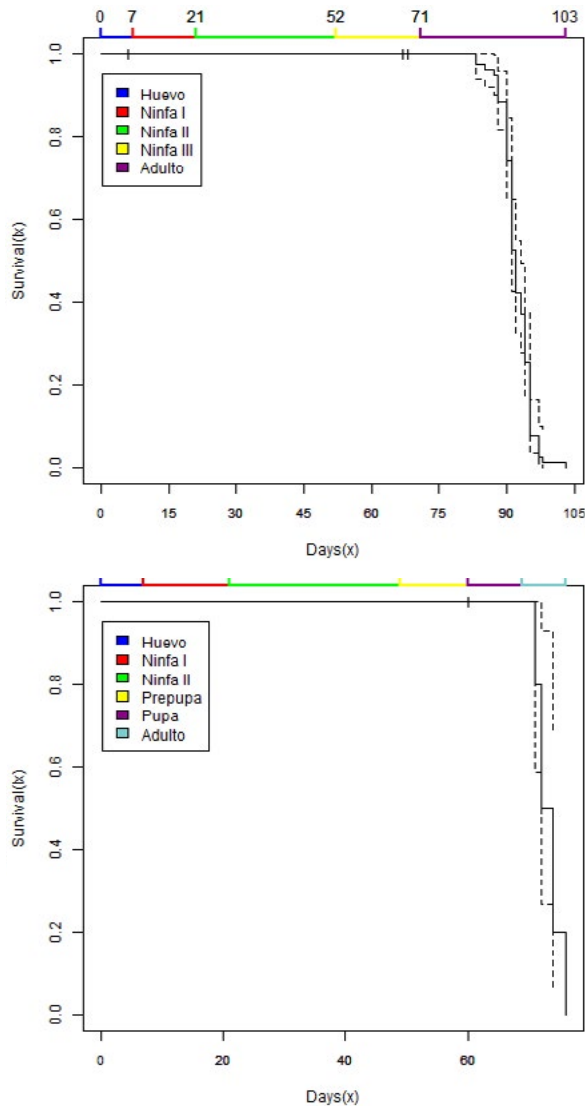 0 7 21 52 71 103
1.0
0.8
0.6
0.4
0.2
0.0
Survival(lx)
Huevo
Ninfa I
Ninfa II
Ninfa III
Adulto
0 15 30 45 60 75 90 105
Days(x)
1.0
0.8
0.6
0.4
0.2
0.0
Survival(lx)
Huevo
Ninfa I
Ninfa II
Prepupa
Pupa
Adulto
0 20 40 60
Days(x)